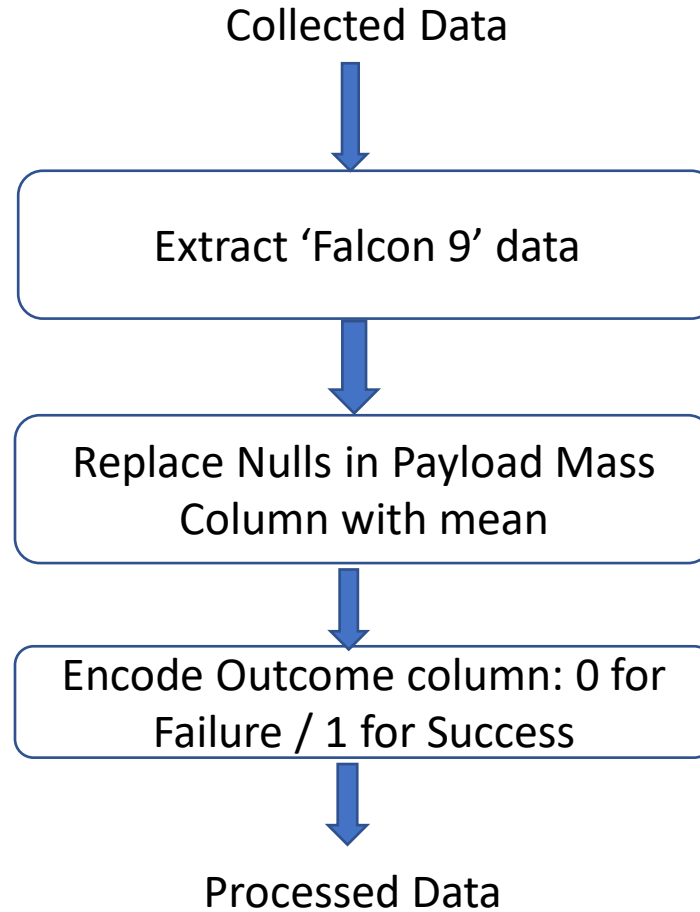 Collected Data
Extract ‘Falcon 9’ data
Replace Nulls in Payload Mass
Column with mean
Encode Outcome column: 0 for
Failure / 1 for Success
Processed Data